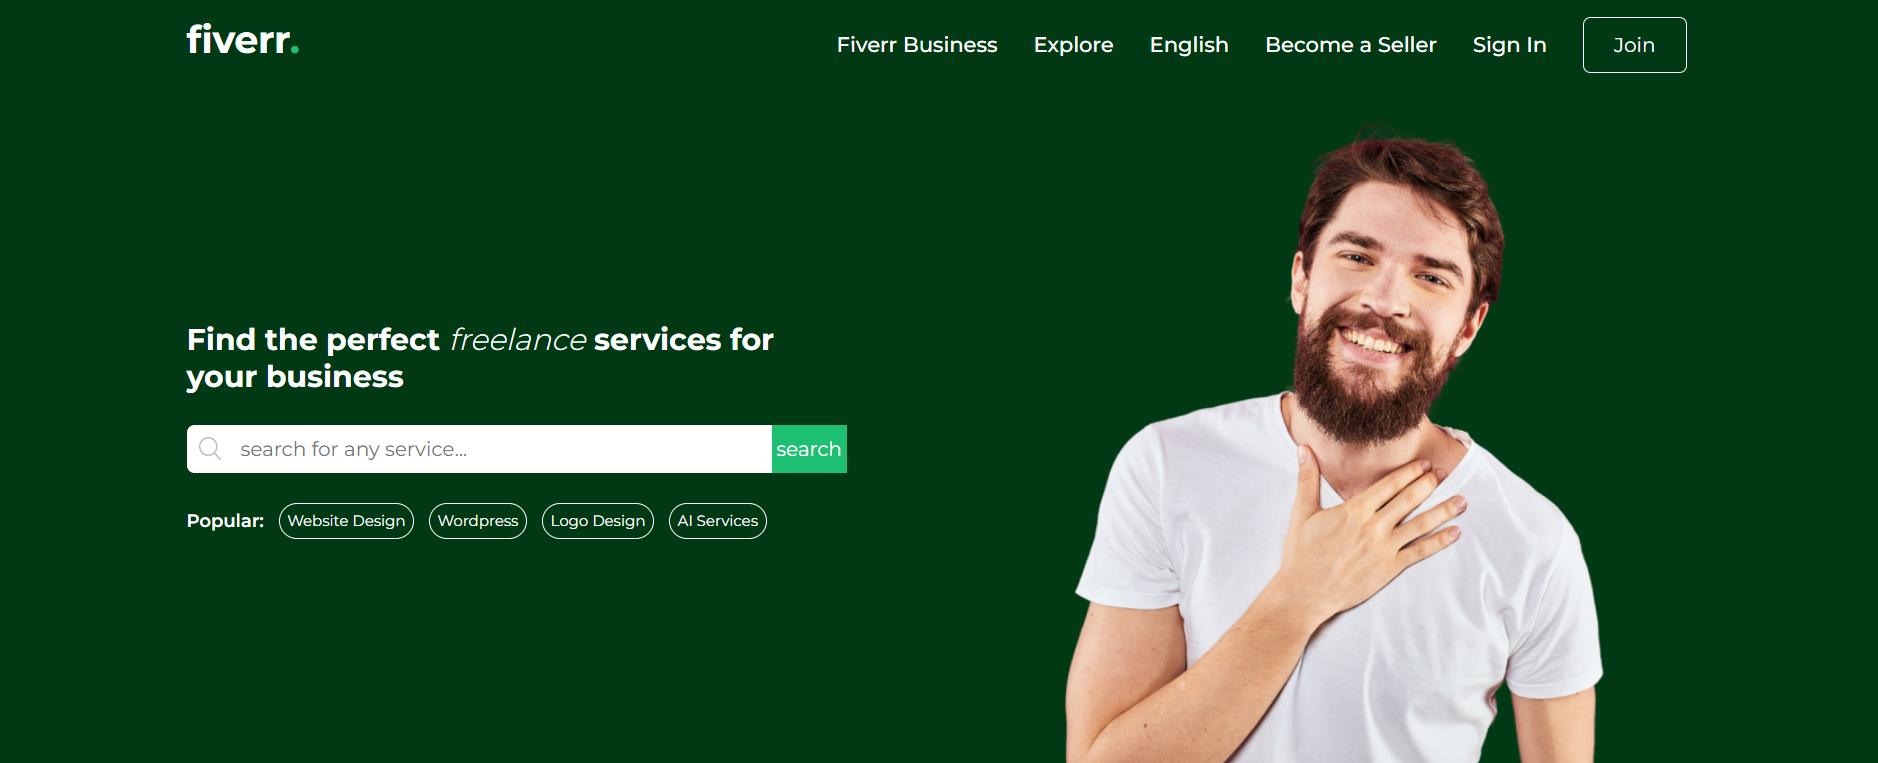 fiverr.
Fiverr Business
Explore
English
Become a Seller
Sign In
Join
Find the perfect freelance services for
your business
search for any service...
search
Popular:
Website Design
Wordpress
Logo Design
AI Services